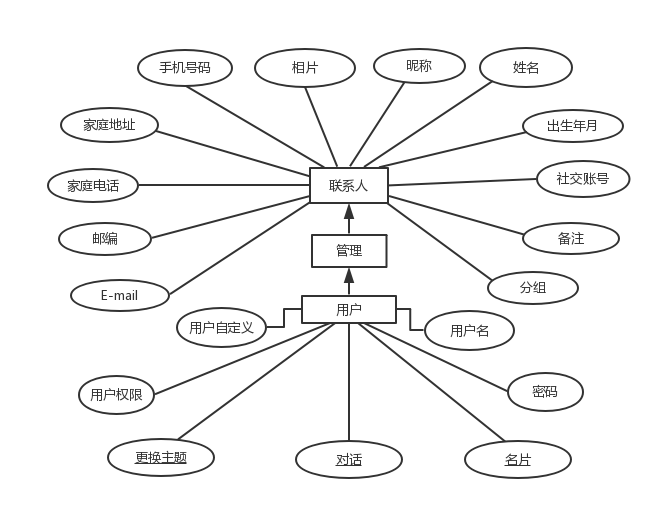 手机号码
相片
昵称
姓名
家庭地址
出生年月
家庭电话
联系人
社交账号
邮编
管理
备注
E-mail
分组
用户
用户自定义
用户名
用户权限
密码
更换主题
对话
名片